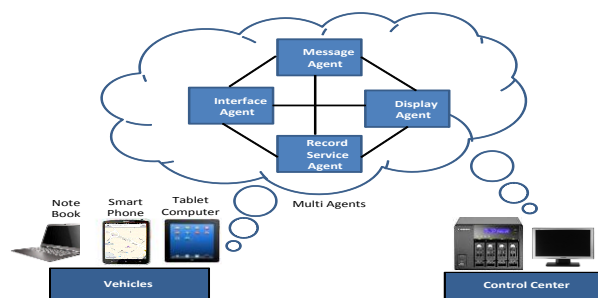 Message
Agent
Interface
Agent
Display
Agent
Record
Service
Agent
Multi Agents
Note
Book
Smart
Phone
Tablet
Computer
Vehicles
Control Center